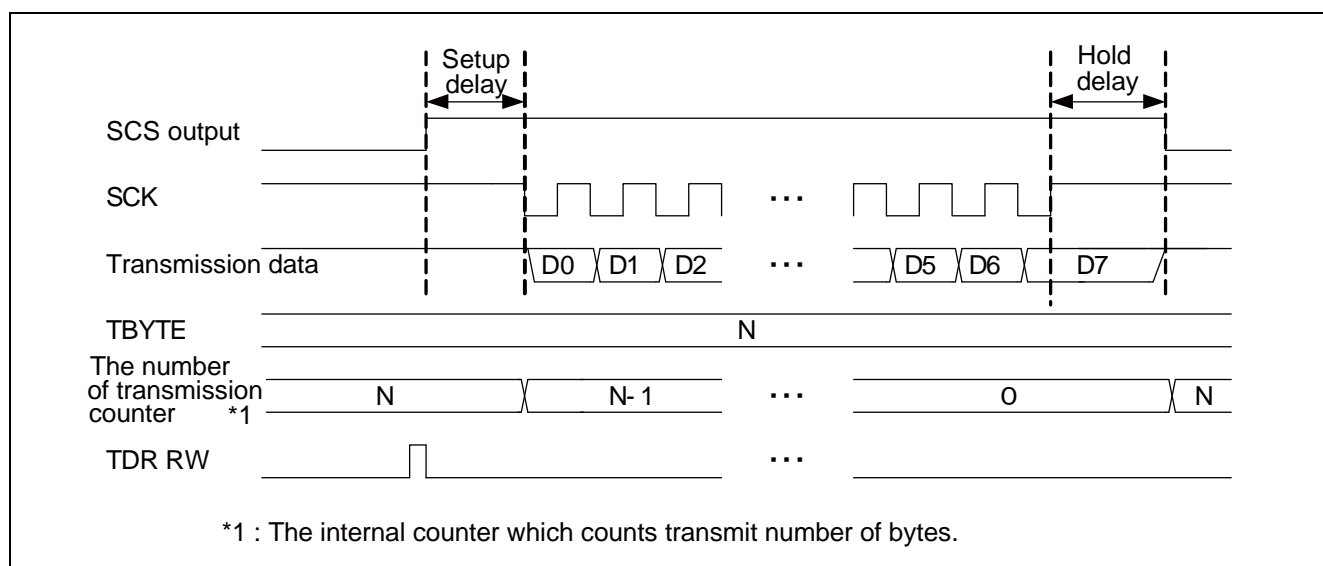 Setup
delay
Hold
delay
SCS output
SCK
...
Transmission data
D0 D1 D2 ... D5 D6 D7
TBYTE
N
The number
of transmission
counter *1
N N-1 ... 0 N
TDR RW
...
*1 : The internal counter which counts transmit number of bytes.